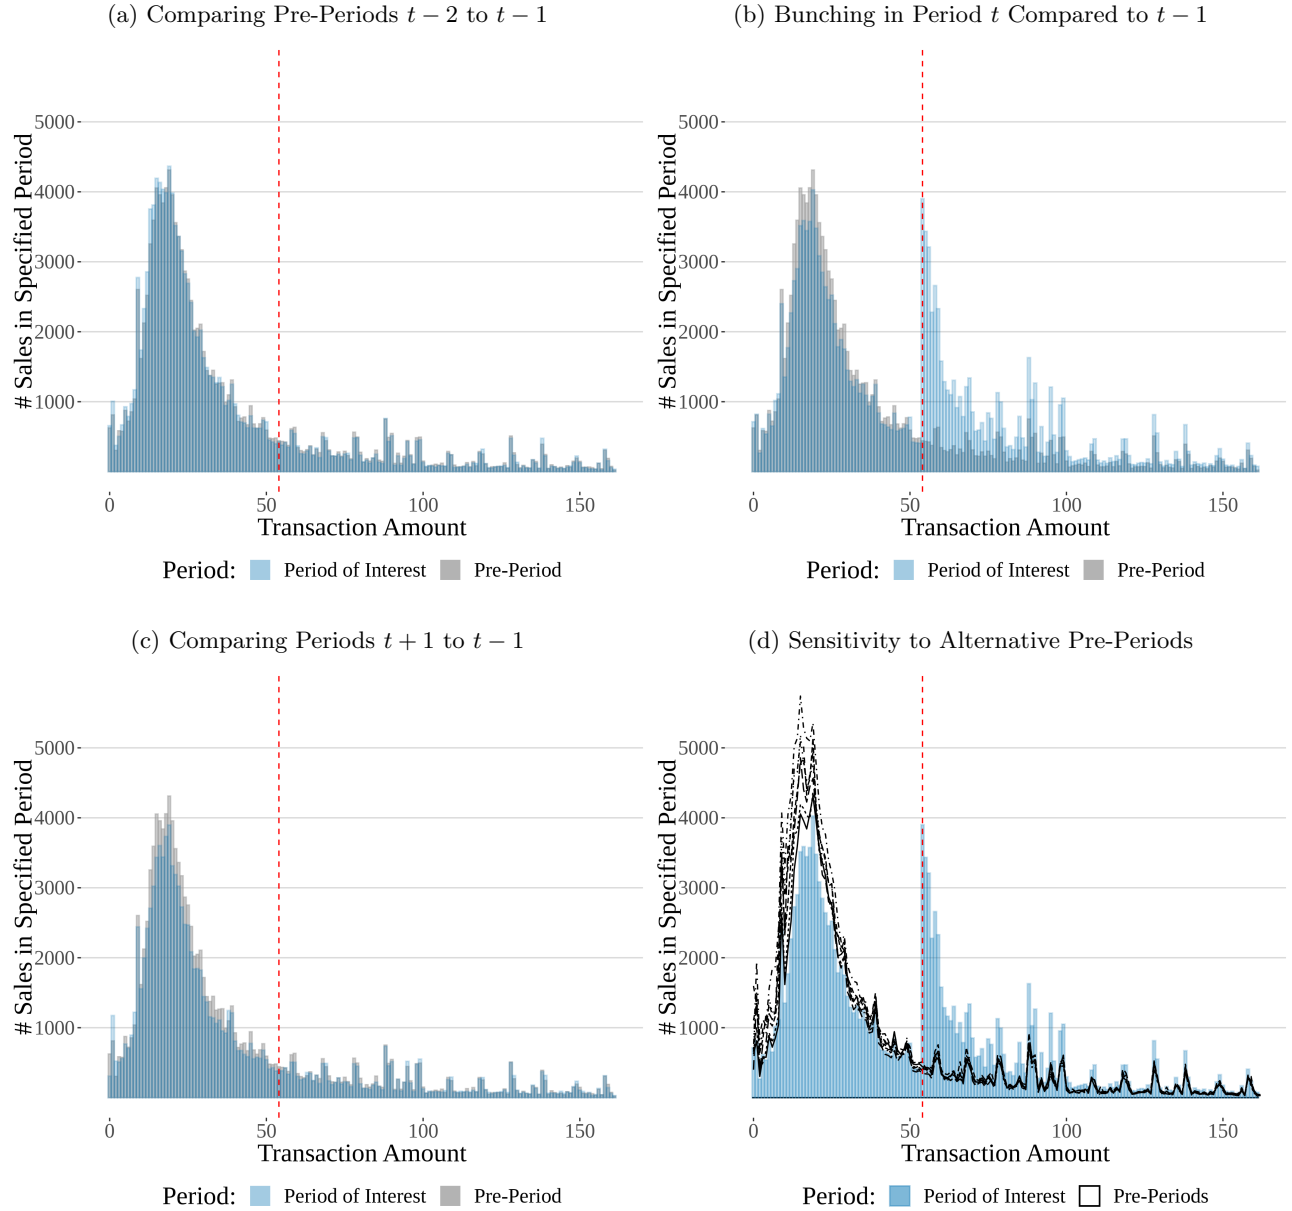 (a) Comparing Pre-Periods t − 2 to t − 1
# Sales in Specified Period
5000
4000
3000
2000
1000
0 50 100 150
Transaction Amount
Period: Period of Interest Pre-Period
(b) Bunching in Period t Compared to t − 1
# Sales in Specified Period
5000
4000
3000
2000
1000
0 50 100 150
Transaction Amount
Period: Period of Interest Pre-Period
(c) Comparing Periods t + 1 to t − 1
# Sales in Specified Period
5000
4000
3000
2000
1000
0 50 100 150
Transaction Amount
Period: Period of Interest Pre-Period
(d) Sensitivity to Alternative Pre-Periods
# Sales in Specified Period
5000
4000
3000
2000
1000
0 50 100 150
Transaction Amount
Period: Period of Interest Pre-Periods